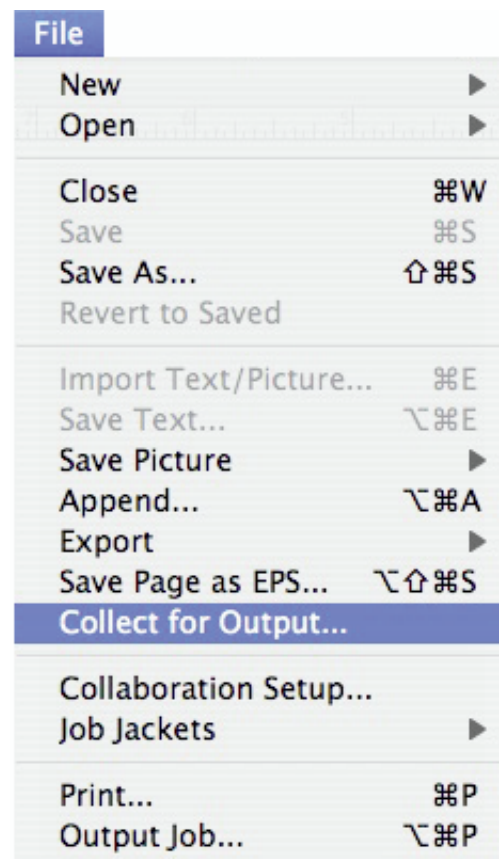 File
New
Open
Close ⌘W
Save ⌘S
Save As... ⇧⌘S
Revert to Saved
Import Text/Picture... ⌘E
Save Text... ⌥⌘E
Save Picture
Append... ⌥⌘A
Export
Save Page as EPS... ⌥⇧⌘S
Collect for Output...
Collaboration Setup...
Job Jackets
Print... ⌘P
Output Job... ⌥⌘P